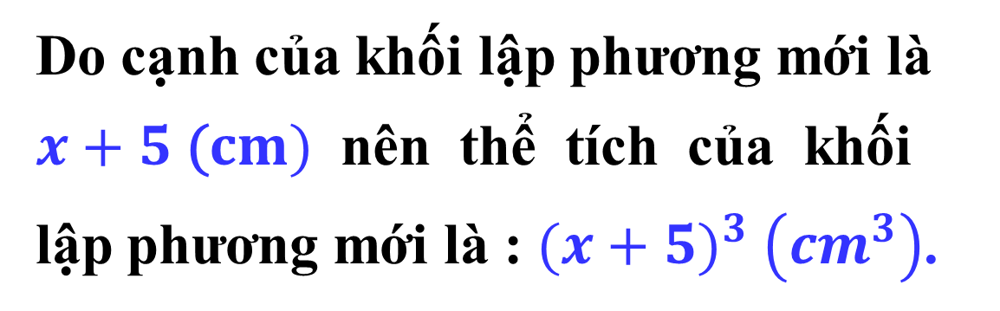 Do cạnh của khối lập phương mới là
x + 5 (cm) nên thể tích của khối
lập phương mới là : (x + 5)³ (cm³).